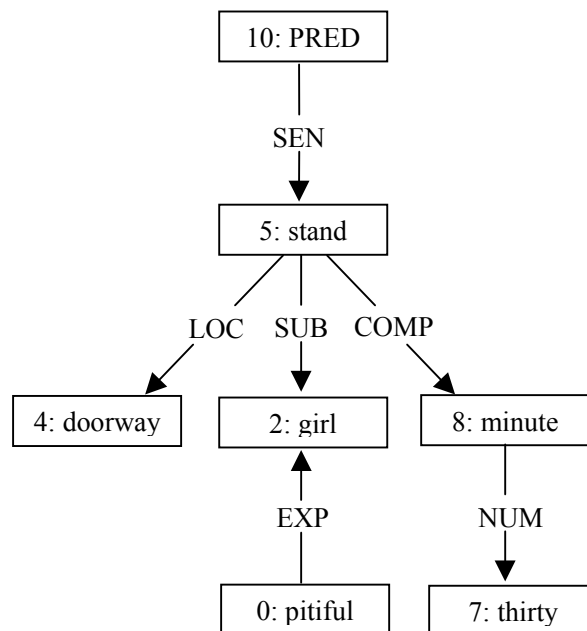 10: PRED
SEN
5: stand
LOC SUB COMP
4: doorway 2: girl 8: minute
EXP NUM
0: pitiful 7: thirty